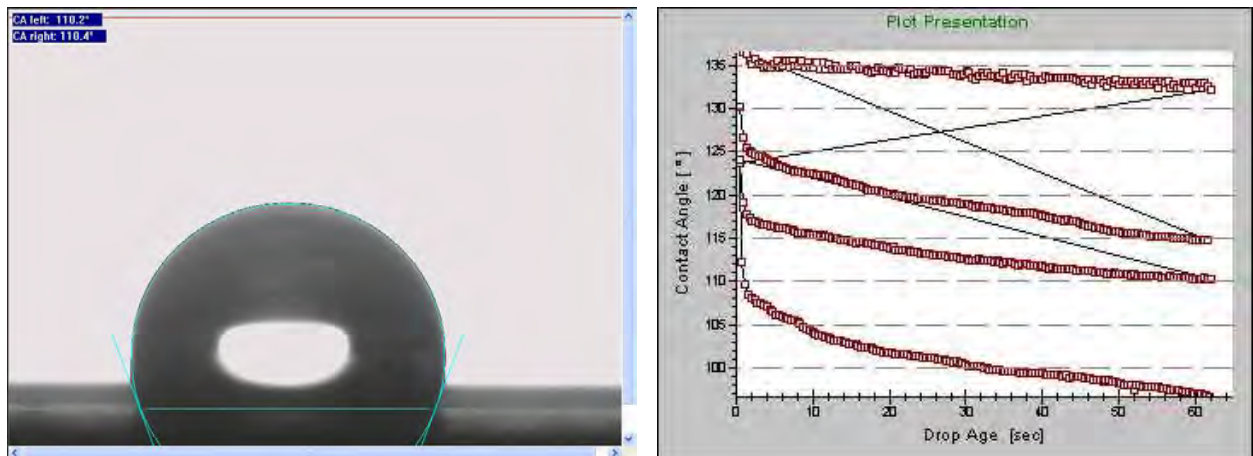 CA left: 110.2°
CA right: 110.4°
Plot Presentation
Contact Angle [ ° ]
135
130
125
120
115
110
105
100
0 10 20 30 40 50 60
Drop Age [sec]